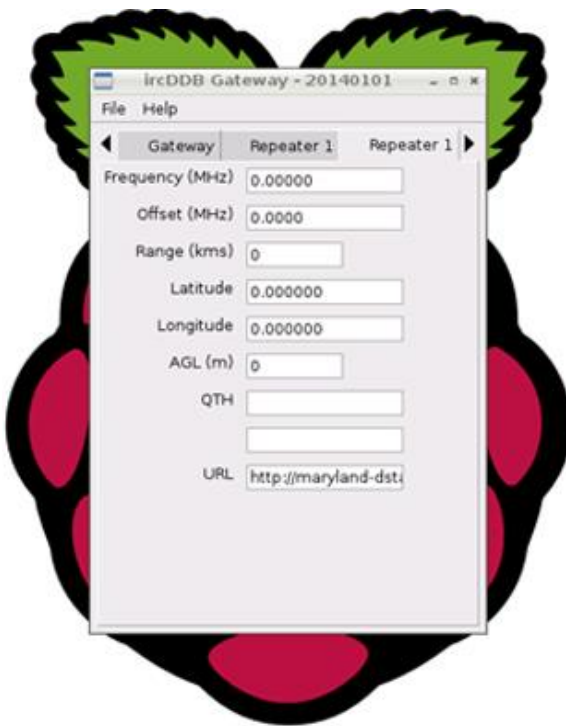 ircDDB Gateway - 20140101
File Help
Gateway Repeater 1 Repeater 1
Frequency (MHz) 0.00000
Offset (MHz) 0.0000
Range (kms) 0
Latitude 0.000000
Longitude 0.000000
AGL (m) 0
QTH
URL http://maryland-dsta